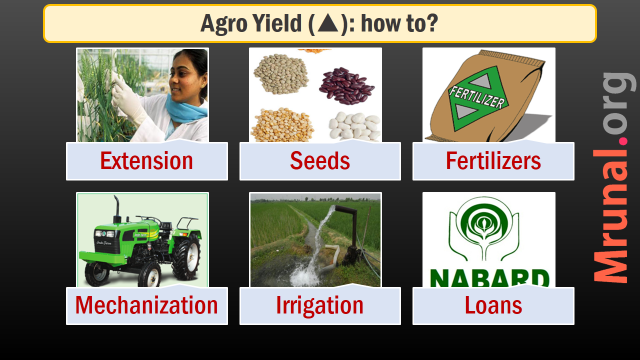 Agro Yield (▲): how to?
FERTILIZER
Extension
Seeds
Fertilizers
NABARD
Mechanization
Irrigation
Loans
Mrunal.org